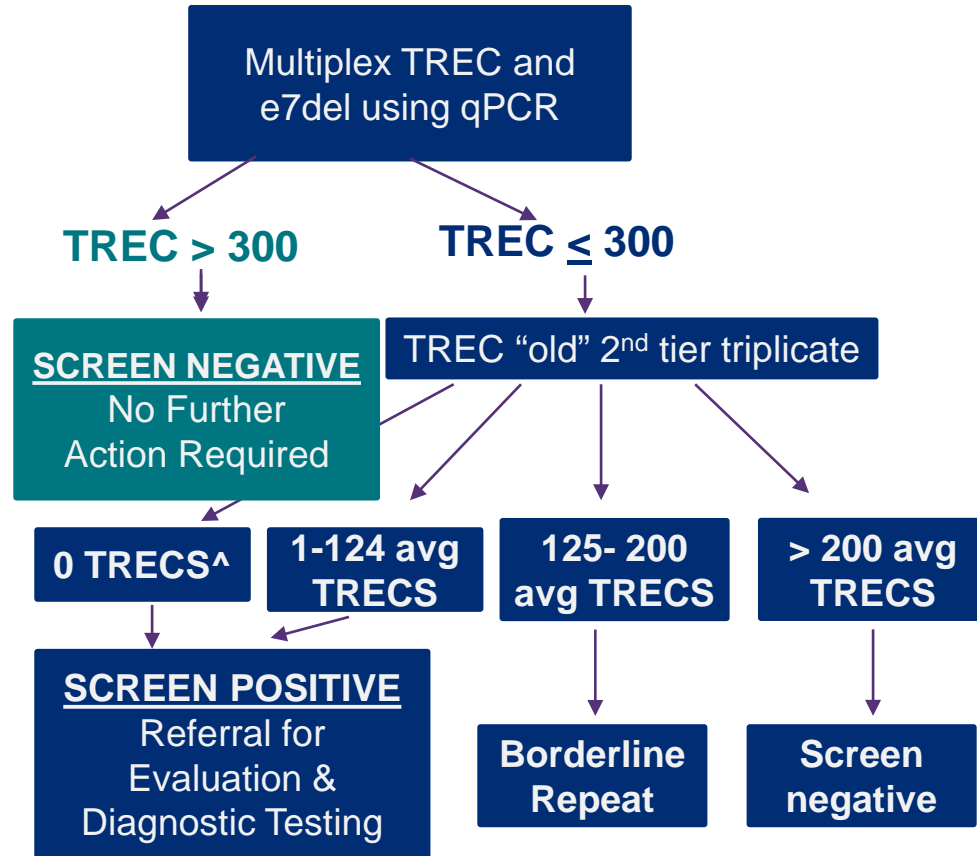 Multiplex TREC and
e7del using qPCR
TREC > 300
TREC ≤ 300
SCREEN NEGATIVE
No Further
Action Required
TREC “old” 2nd tier triplicate
0 TRECS^
1-124 avg
TRECS
125- 200
avg TRECS
> 200 avg
TRECS
SCREEN POSITIVE
Referral for
Evaluation &
Diagnostic Testing
Borderline
Repeat
Screen
negative